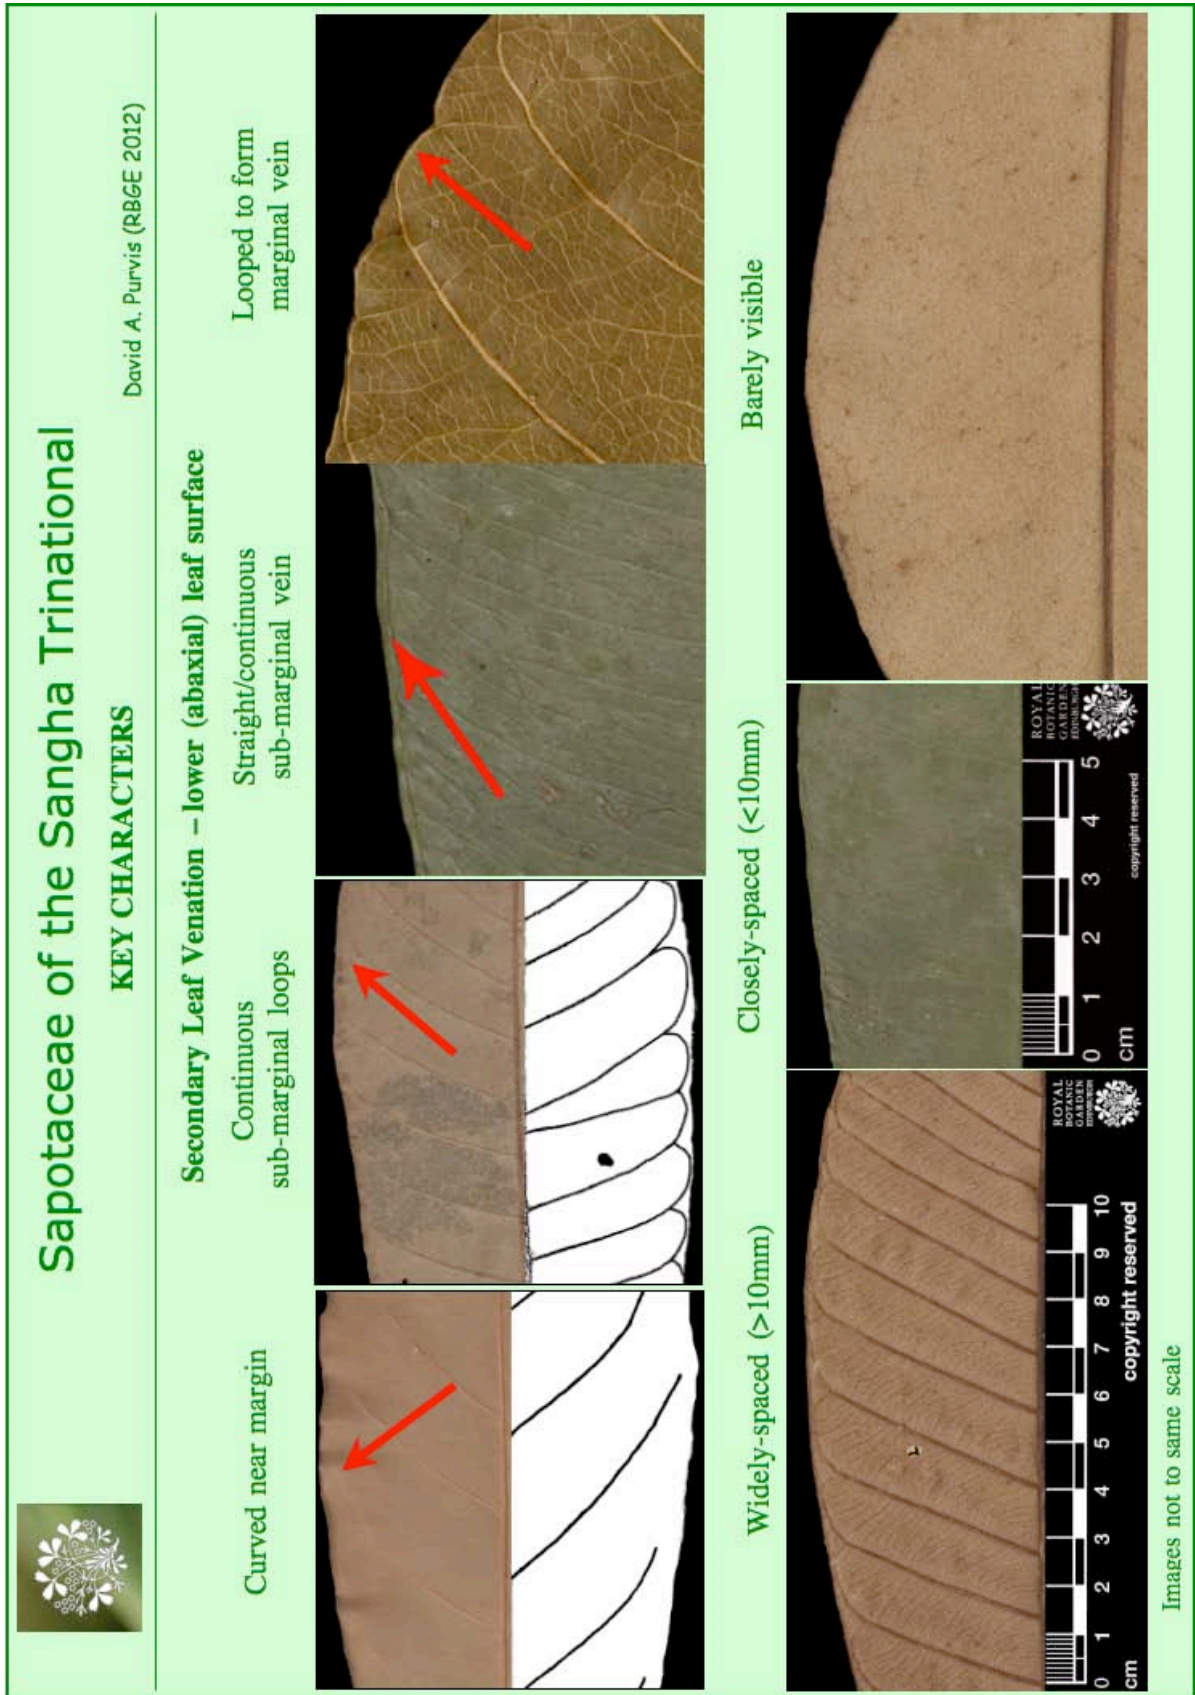 Sapotaceae of the Sangha Trinational
KEY CHARACTERS
David A. Purvis (RBGE 2012)
Secondary Leaf Venation – lower (abaxial) leaf surface
Curved near margin
Continuous
sub-marginal loops
Straight/continuous
sub-marginal vein
Looped to form
marginal vein
Widely-spaced (>10mm)
Closely-spaced (<10mm)
Barely visible
0 1 2 3 4 5 6 7 8 9 10
cm
copyright reserved
ROYAL
BOTANIC
GARDEN
EDINBURGH
0 1 2 3 4 5
cm
copyright reserved
ROYAL
BOTANIC
GARDEN
EDINBURGH
Images not to same scale